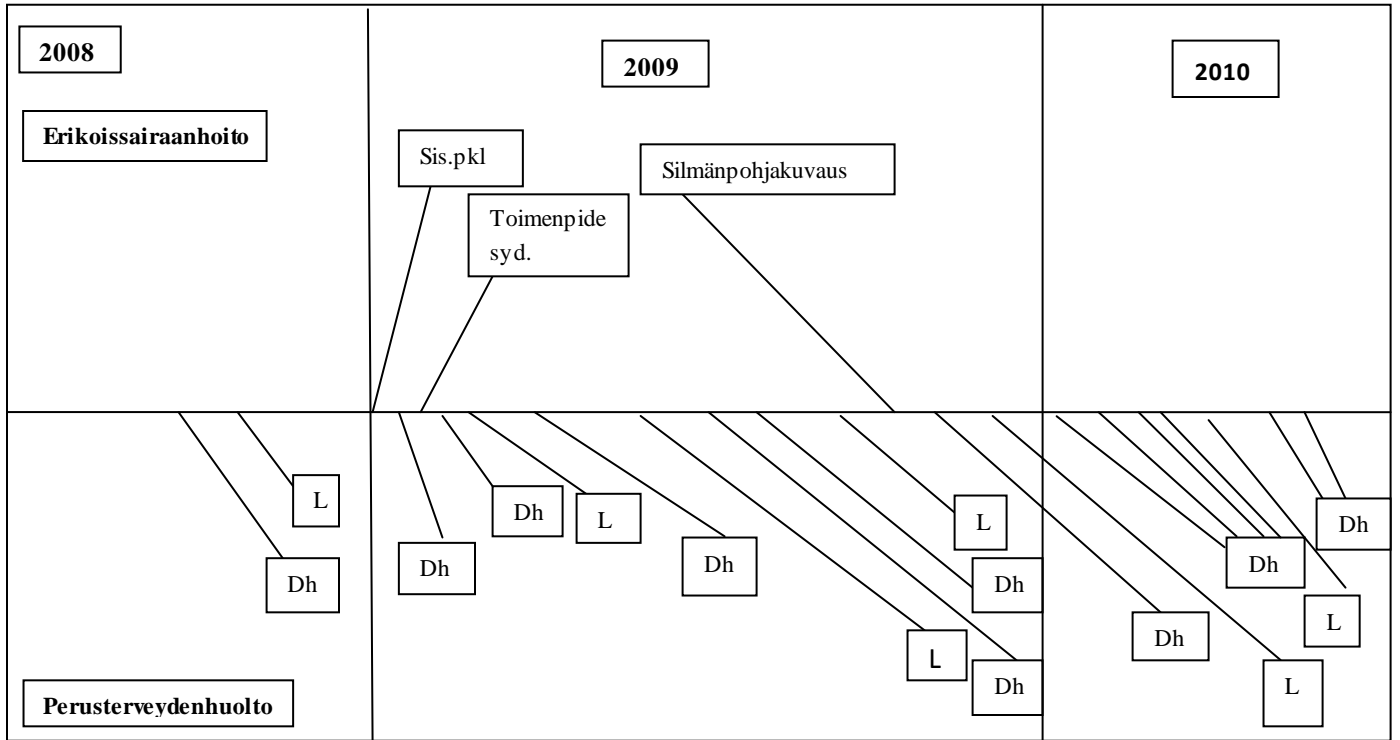 2008
2009
2010
Erikoissairaanhoito
Sis.pkl
Silmänpohjakuvaus
Toimenpide
syd.
L
Dh
Dh
Dh
L
Dh
L
Dh
L
Dh
Dh
Dh
L
Dh
L
Perusterveydenhuolto